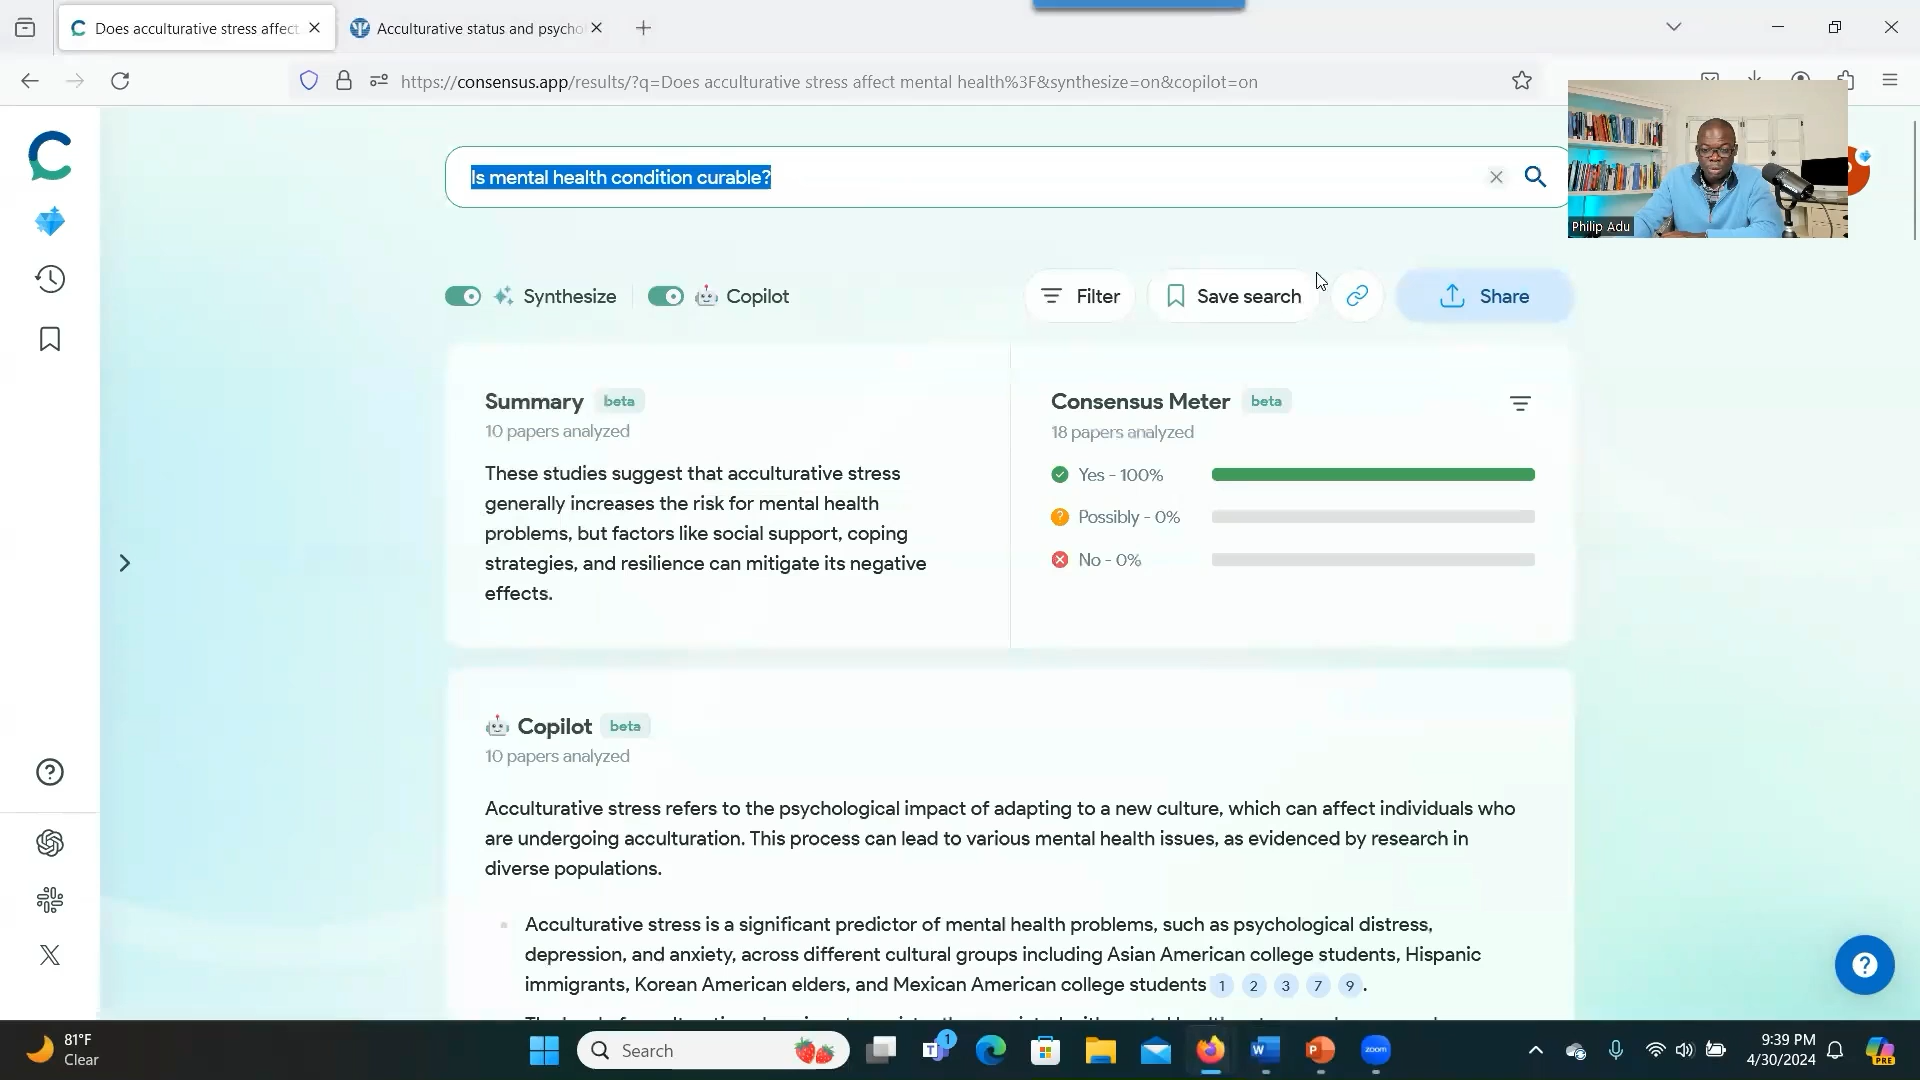 Does acculturative stress affect
Acculturative status and psycho
https://consensus.app/results/?q=Does acculturative stress affect mental health%3F&synthesize=on&copilot=on
Is mental health condition curable?
Philip Adu
Synthesize
Copilot
Filter
Save search
Share
Summary beta
10 papers analyzed
These studies suggest that acculturative stress
generally increases the risk for mental health
problems, but factors like social support, coping
strategies, and resilience can mitigate its negative
effects.
Consensus Meter beta
18 papers analyzed
Yes - 100%
Possibly - 0%
No - 0%
Copilot beta
10 papers analyzed
Acculturative stress refers to the psychological impact of adapting to a new culture, which can affect individuals who
are undergoing acculturation. This process can lead to various mental health issues, as evidenced by research in
diverse populations.
Acculturative stress is a significant predictor of mental health problems, such as psychological distress,
depression, and anxiety, across different cultural groups including Asian American college students, Hispanic
immigrants, Korean American elders, and Mexican American college students 1 2 3 7 9.
81°F
Clear
Search
1
zoom
9:39 PM
4/30/2024
PRE